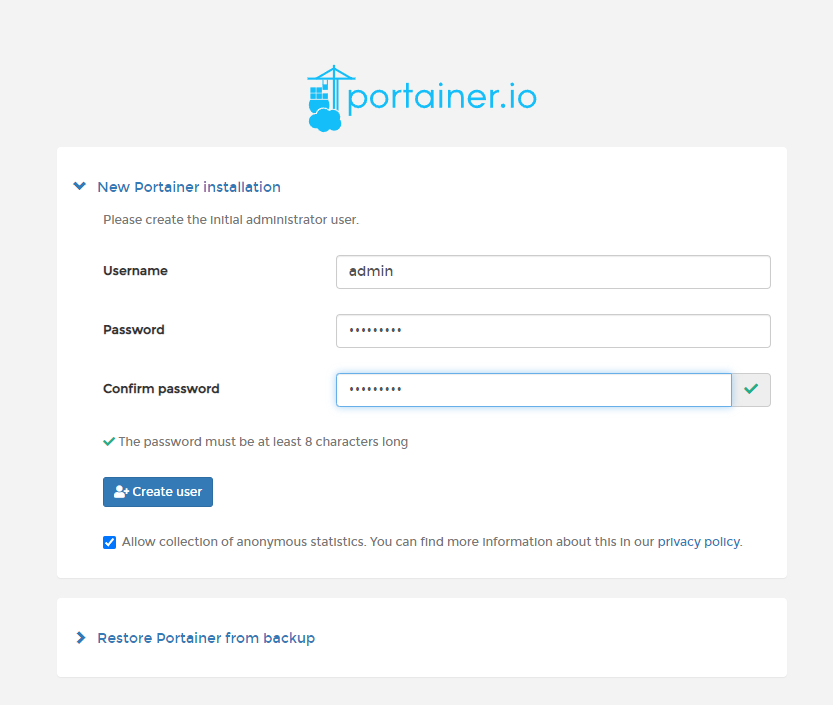 portainer.io
New Portainer installation
Please create the initial administrator user.
Username
admin
Password
•••••••••
Confirm password
•••••••••
The password must be at least 8 characters long
Create user
Allow collection of anonymous statistics. You can find more information about this in our privacy policy.
Restore Portainer from backup